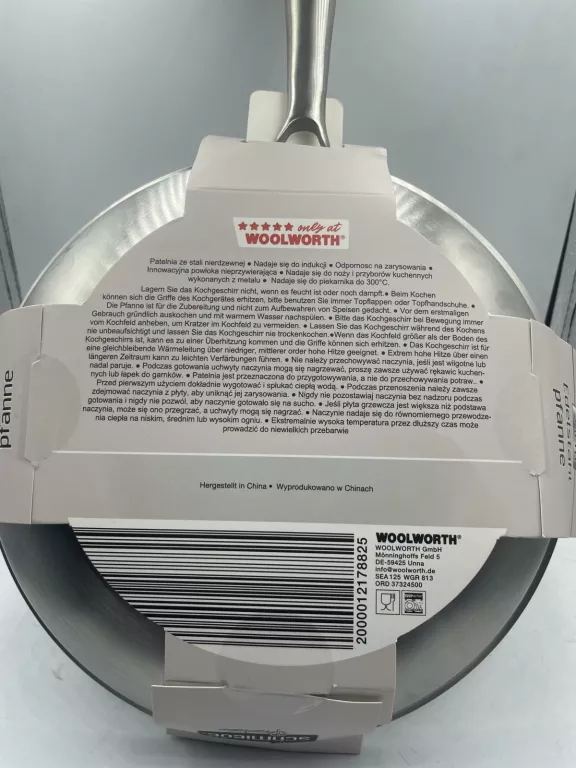 only at
WOOLWORTH®
Patelnia ze stali nierdzewnej • Nadaje się do indukcji • Odporność na zarysowania •
Innowacyjna powłoka nieprzywierająca • Nadaje się do noży i przyborów kuchennych
wykonanych z metalu • Nadaje się do piekarnika do 300°C.
Lagern Sie das Kochgeschirr nicht, wenn es feucht ist oder noch dampft. • Beim Kochen
können sich die Griffe des Kochgerätes erhitzen, bitte benutzen Sie immer Topflappen oder Topfhandschuhe. •
Die Pfanne ist für die Zubereitung und nicht zum Aufbewahren von Speisen gedacht. • Vor dem erstmaligen
Gebrauch gründlich auskochen und mit warmem Wasser nachspülen. • Bitte das Kochgeschirr bei Bewegung immer
vom Kochfeld anheben, um Kratzer im Kochfeld zu vermeiden. • Lassen Sie das Kochgeschirr während des Kochens
nie unbeaufsichtigt und lassen Sie das Kochgeschirr nie trockenkochen. •Wenn das Kochfeld größer als der Boden des
Kochgeschirrs ist, kann es zu einer Überhitzung kommen und die Griffe können sich erhitzen. • Das Kochgeschirr ist für
eine gleichbleibende Wärmeleitung über niedriger, mittlerer oder hohe Hitze geeignet. • Extrem hohe Hitze über einen
längeren Zeitraum kann zu leichten Verfärbungen führen. • Nie należy przechowywać naczynia, jeśli jest wilgotne lub
nadal paruje. • Podczas gotowania uchwyty naczynia mogą się nagrzewać, proszę zawsze używać rękawic kuchen-
nych lub łapek do garnków. • Patelnia jest przeznaczona do przygotowywania, a nie do przechowywania potraw.. •
Przed pierwszym użyciem dokładnie wygotować i spłukać ciepłą wodą. • Podczas przenoszenia należy zawsze
zdejmować naczynia z płyty, aby uniknąć jej zarysowania. • Nigdy nie pozostawiaj naczynia bez nadzoru podczas
gotowania i nigdy nie pozwól, aby naczynie gotowało się na sucho. • Jeśli płyta grzewcza jest większa niż podstawa
naczynia, może się ono przegrzać, a uchwyty mogą się nagrzać. • Naczynie nadaje się do równomiernego przewodze-
nia ciepła na niskim, średnim lub wysokim ogniu. • Ekstremalnie wysoka temperatura przez dłuższy czas może
prowadzić do niewielkich przebarwień
Hergestellt in China • Wyprodukowano w Chinach
pfanne
pfanne
2000012178825
WOOLWORTH®
WOOLWORTH GmbH
Mönninghoffs Feld 5
DE-59425 Unna
info@woolworth.de
SEA 125 WGR 813
ORD 37324500